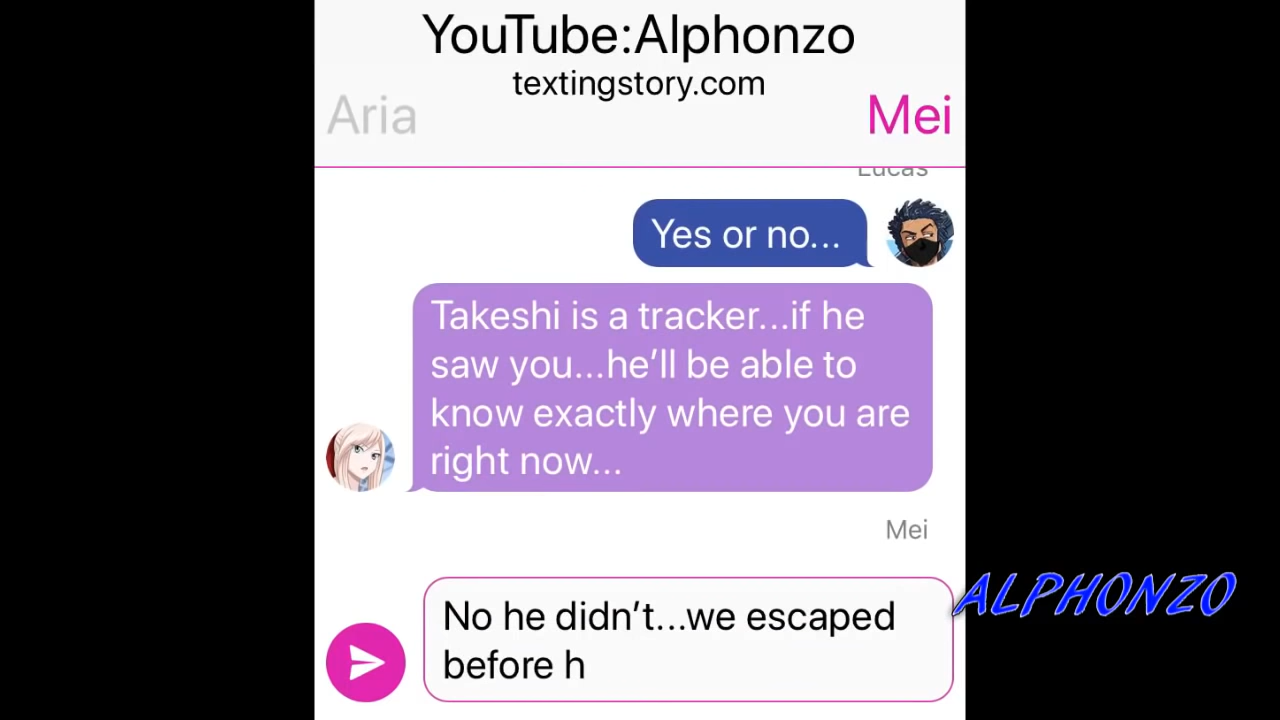 YouTube:Alphonzo
textingstory.com
Aria
Mei
Lucas
Yes or no...
Takeshi is a tracker...if he
saw you...he’ll be able to
know exactly where you are
right now...
Mei
No he didn’t...we escaped
before h
ALPHONZO